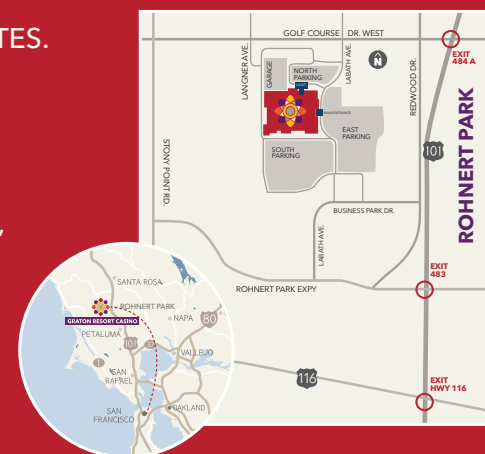 TES.
,
GOLF COURSE DR. WEST
EXIT
484 A
LANGNER AVE.
GARAGE
NORTH
PARKING
LABATH AVE.
N
REDWOOD DR.
MAIN ENTRANCE
EAST
PARKING
SOUTH
PARKING
101
ROHNERT PARK
STONY POINT RD.
BUSINESS PARK DR.
LABATH AVE.
EXIT
483
ROHNERT PARK EXPY
116
EXIT
HWY 116
SANTA ROSA
ROHNERT PARK
GRATON RESORT CASINO
NAPA
80
PETALUMA
101
37
VALLEJO
1
SAN
RAFAEL
SAN
FRANCISCO
OAKLAND